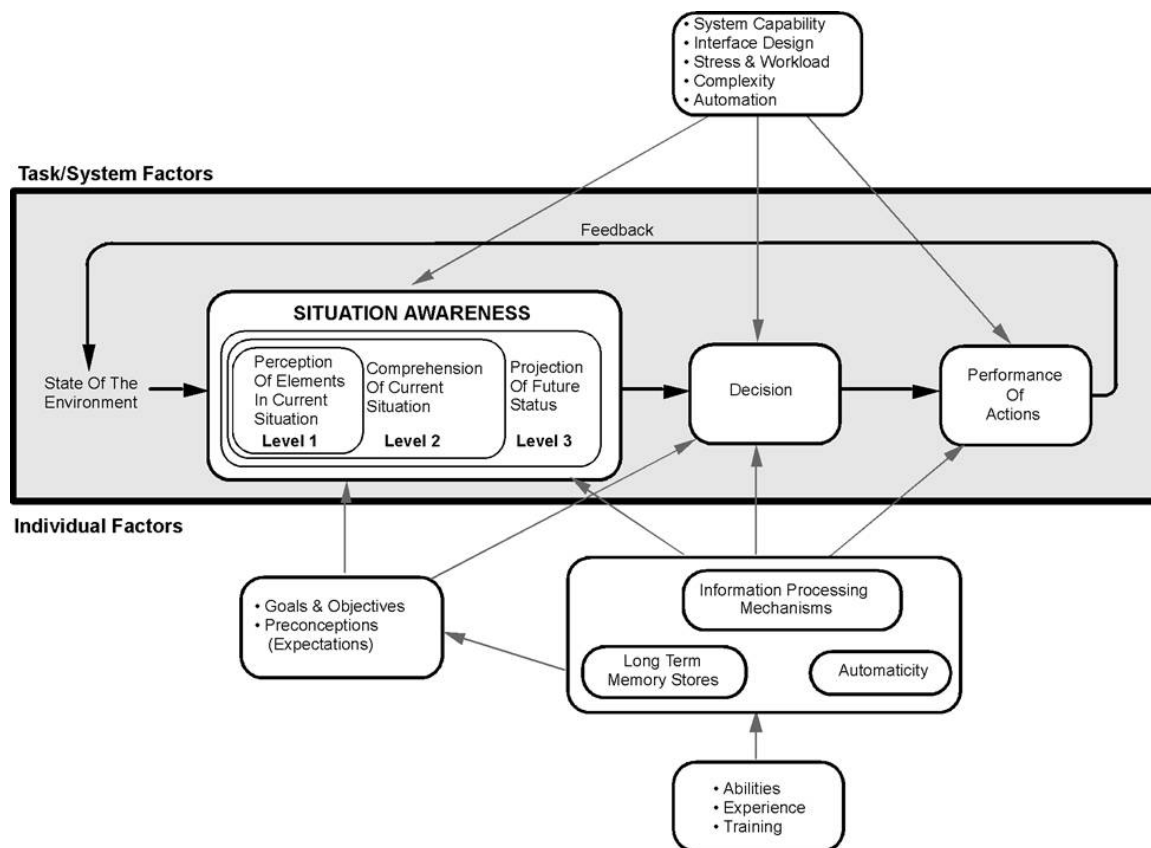 • System Capability
• Interface Design
• Stress & Workload
• Complexity
• Automation
Task/System Factors
Feedback
SITUATION AWARENESS
State Of The
Environment
Perception
Of Elements
In Current
Situation
Level 1
Comprehension
Of Current
Situation
Level 2
Projection
Of Future
Status
Level 3
Decision
Performance
Of
Actions
Individual Factors
• Goals & Objectives
• Preconceptions
(Expectations)
Information Processing
Mechanisms
Long Term
Memory Stores
Automaticity
• Abilities
• Experience
• Training